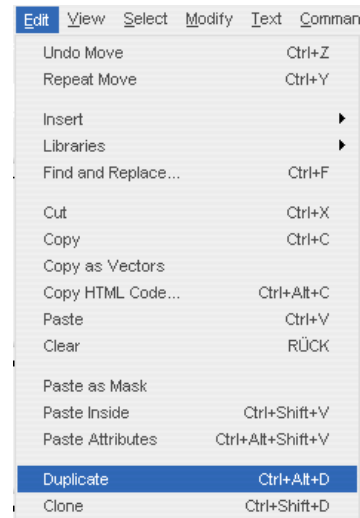 Edit View Select Modify Text Comman
Undo Move Ctrl+Z
Repeat Move Ctrl+Y
Insert
Libraries
Find and Replace... Ctrl+F
Cut Ctrl+X
Copy Ctrl+C
Copy as Vectors
Copy HTML Code... Ctrl+Alt+C
Paste Ctrl+V
Clear RÜCK
Paste as Mask
Paste Inside Ctrl+Shift+V
Paste Attributes Ctrl+Alt+Shift+V
Duplicate Ctrl+Alt+D
Clone Ctrl+Shift+D